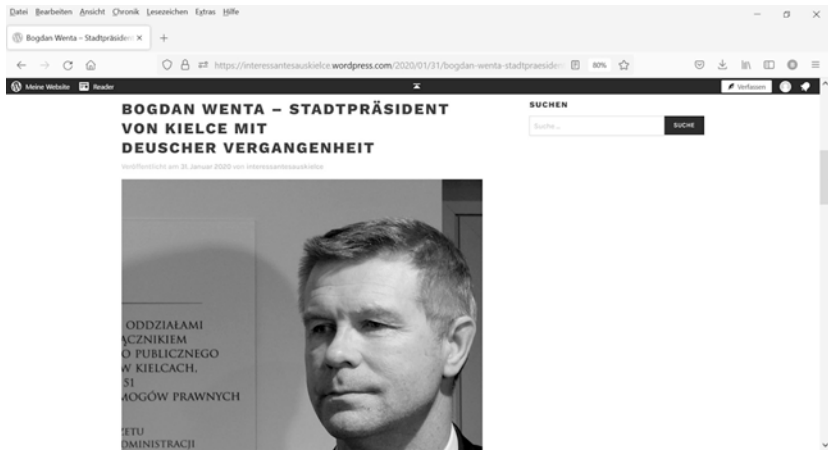 Datei Bearbeiten Ansicht Chronik Lesezeichen Extras Hilfe
Bogdan Wenta – Stadtpräsident
https://interessantesauskielce.wordpress.com/2020/01/31/bogdan-wenta-stadtpraesident
80%
Meine Website Reader Verfassen
BOGDAN WENTA – STADTPRÄSIDENT
VON KIELCE MIT
DEUSCHER VERGANGENHEIT
Veröffentlicht am 31. Januar 2020 von interessantesauskielce
SUCHEN
Suche …
SUCHE
ODDZIAŁAMI
ĄCZNIKIEM
O PUBLICZNEGO
W KIELCACH.
51
MOGÓW PRAWNYCH
ZETU
DMINISTRACJI